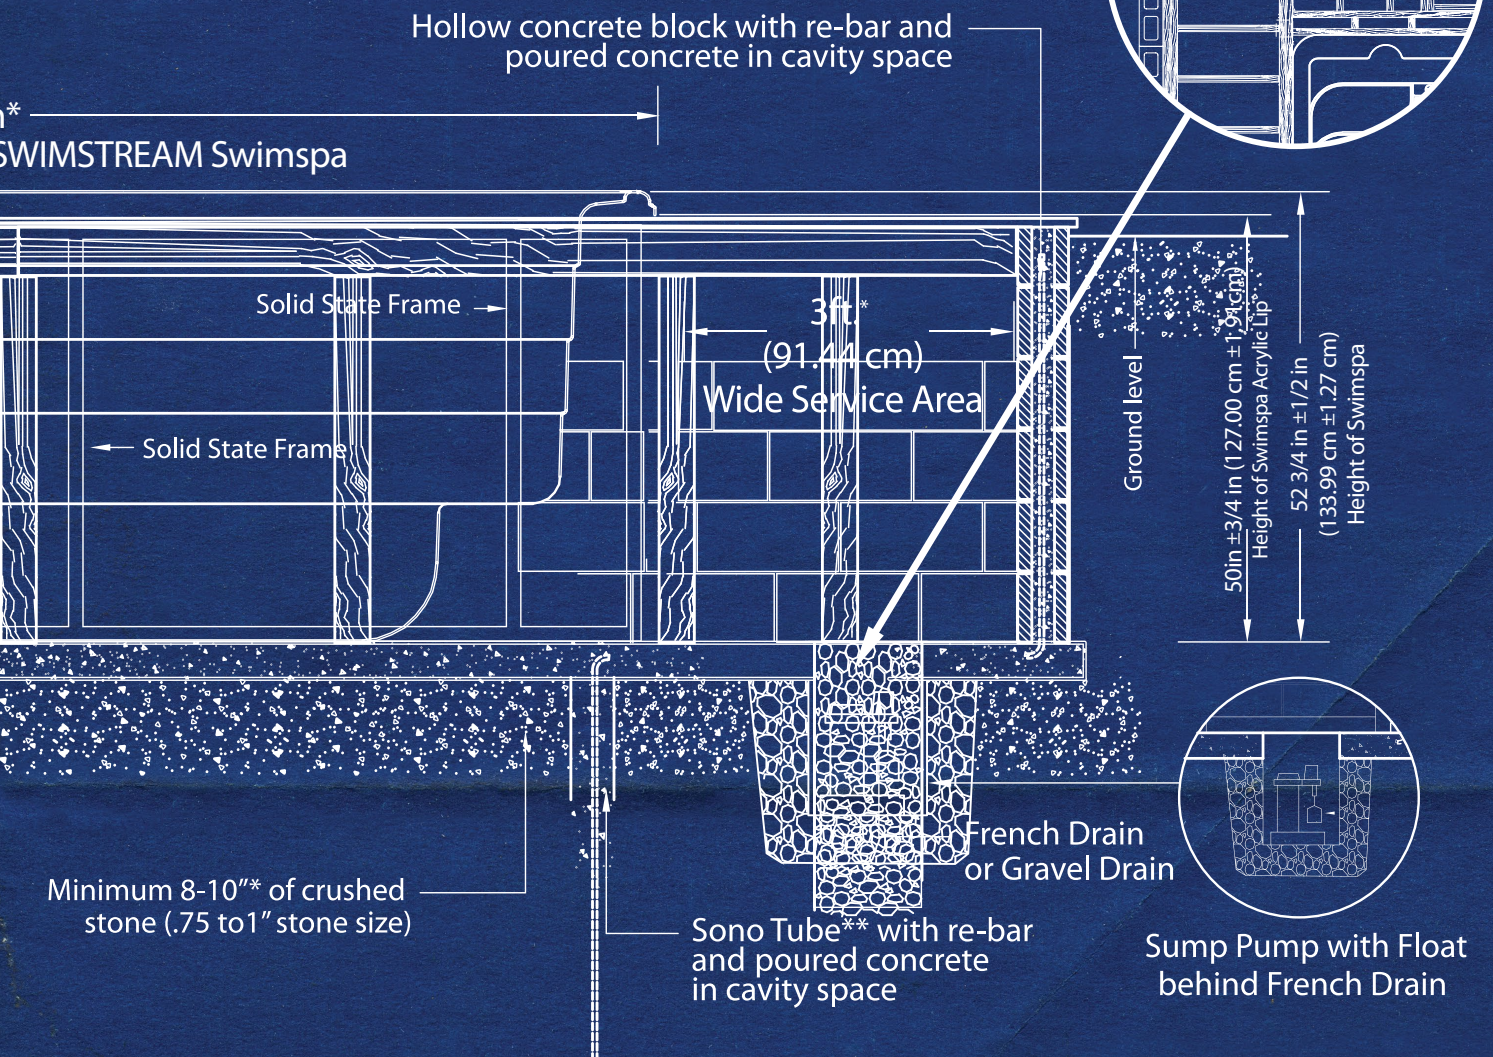 Hollow concrete block with re-bar and
poured concrete in cavity space
SWIMSTREAM Swimspa
Solid State Frame
Solid State Frame
3ft.*
(91.44 cm)
Wide Service Area
Ground level
50in ±3/4 in (127.00 cm ±1.91 cm)
Height of Swimspa Acrylic Lip
52 3/4 in ±1/2 in
(133.99 cm ±1.27 cm)
Height of Swimspa
Minimum 8-10”* of crushed
stone (.75 to1” stone size)
Sono Tube** with re-bar
and poured concrete
in cavity space
French Drain
or Gravel Drain
Sump Pump with Float
behind French Drain